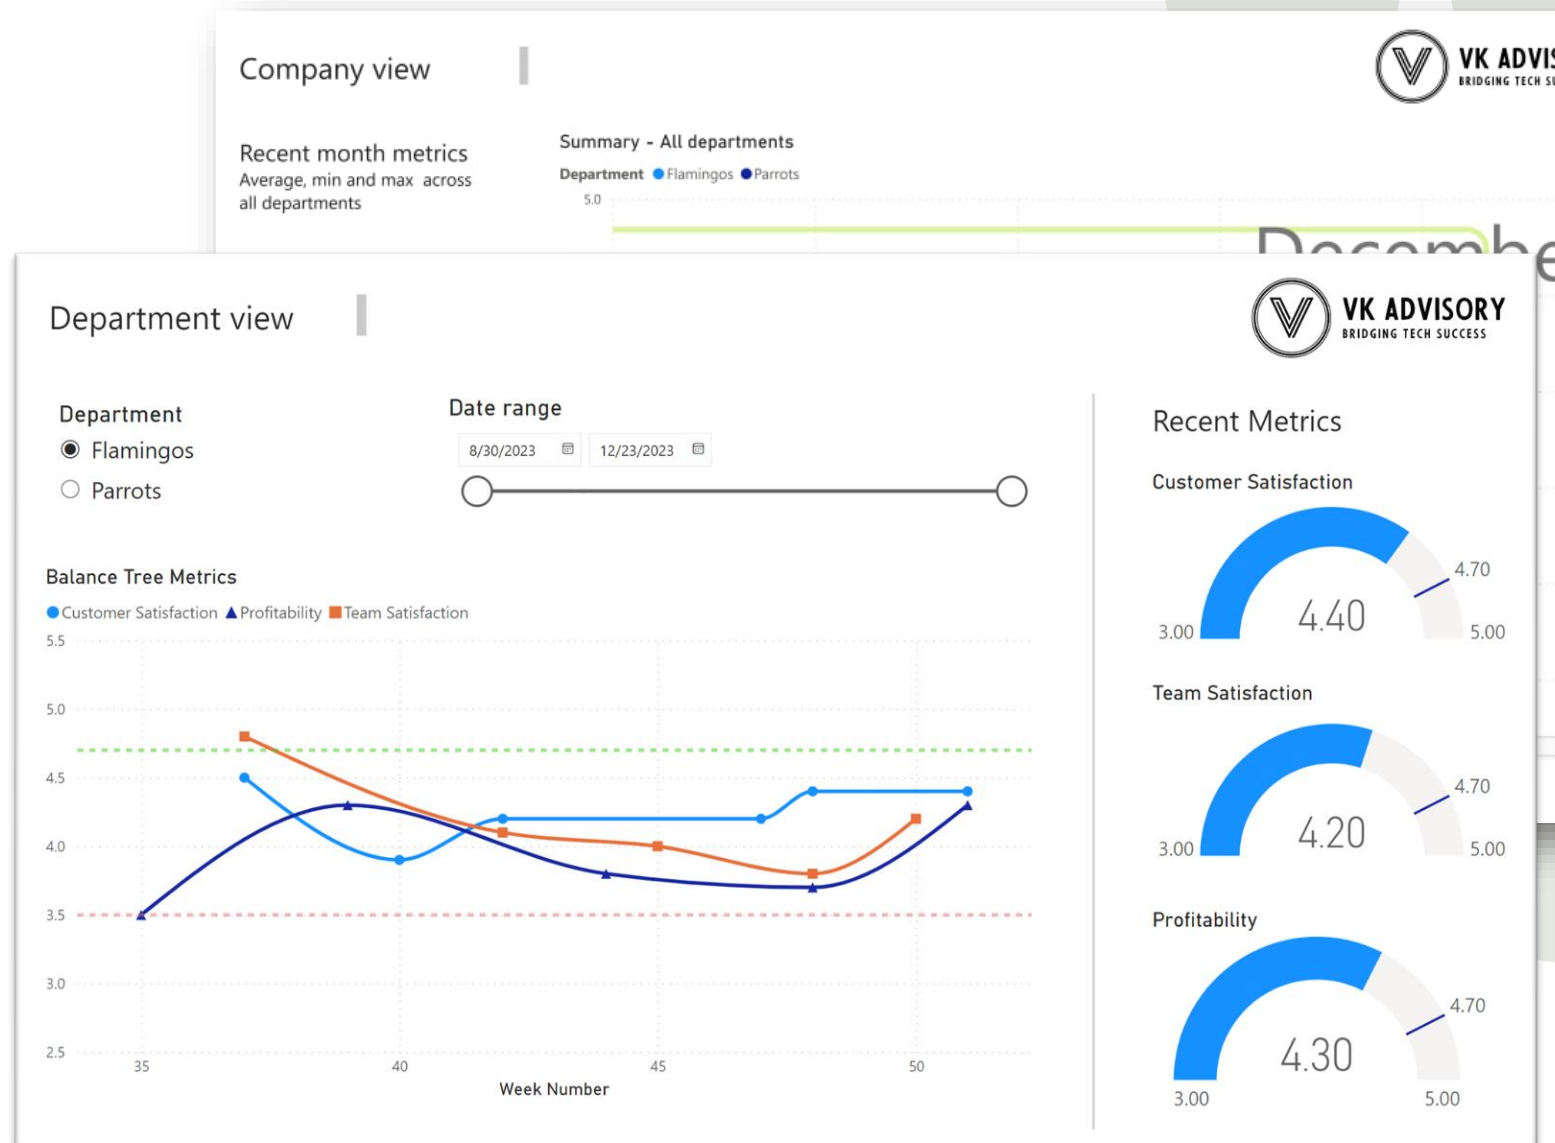 Company view
VK ADVIS
BRIDGING TECH SU
Recent month metrics
Average, min and max across
all departments
Summary - All departments
Department Flamingos Parrots
5.0
Decembe
Department view
VK ADVISORY
BRIDGING TECH SUCCESS
Department
Flamingos
Parrots
Date range
8/30/2023 12/23/2023
Balance Tree Metrics
Customer Satisfaction Profitability Team Satisfaction
5.5
5.0
4.5
4.0
3.5
3.0
2.5
35 40 45 50
Week Number
Recent Metrics
Customer Satisfaction
4.70
4.40
3.00 5.00
Team Satisfaction
4.70
4.20
3.00 5.00
Profitability
4.70
4.30
3.00 5.00